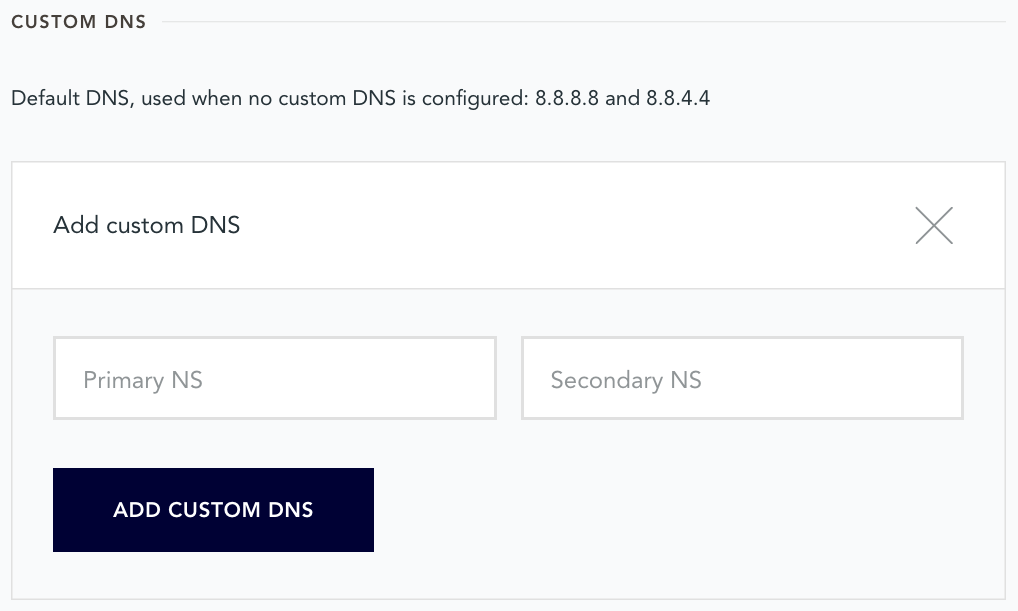 CUSTOM DNS
Default DNS, used when no custom DNS is configured: 8.8.8.8 and 8.8.4.4
Add custom DNS
Primary NS
Secondary NS
ADD CUSTOM DNS